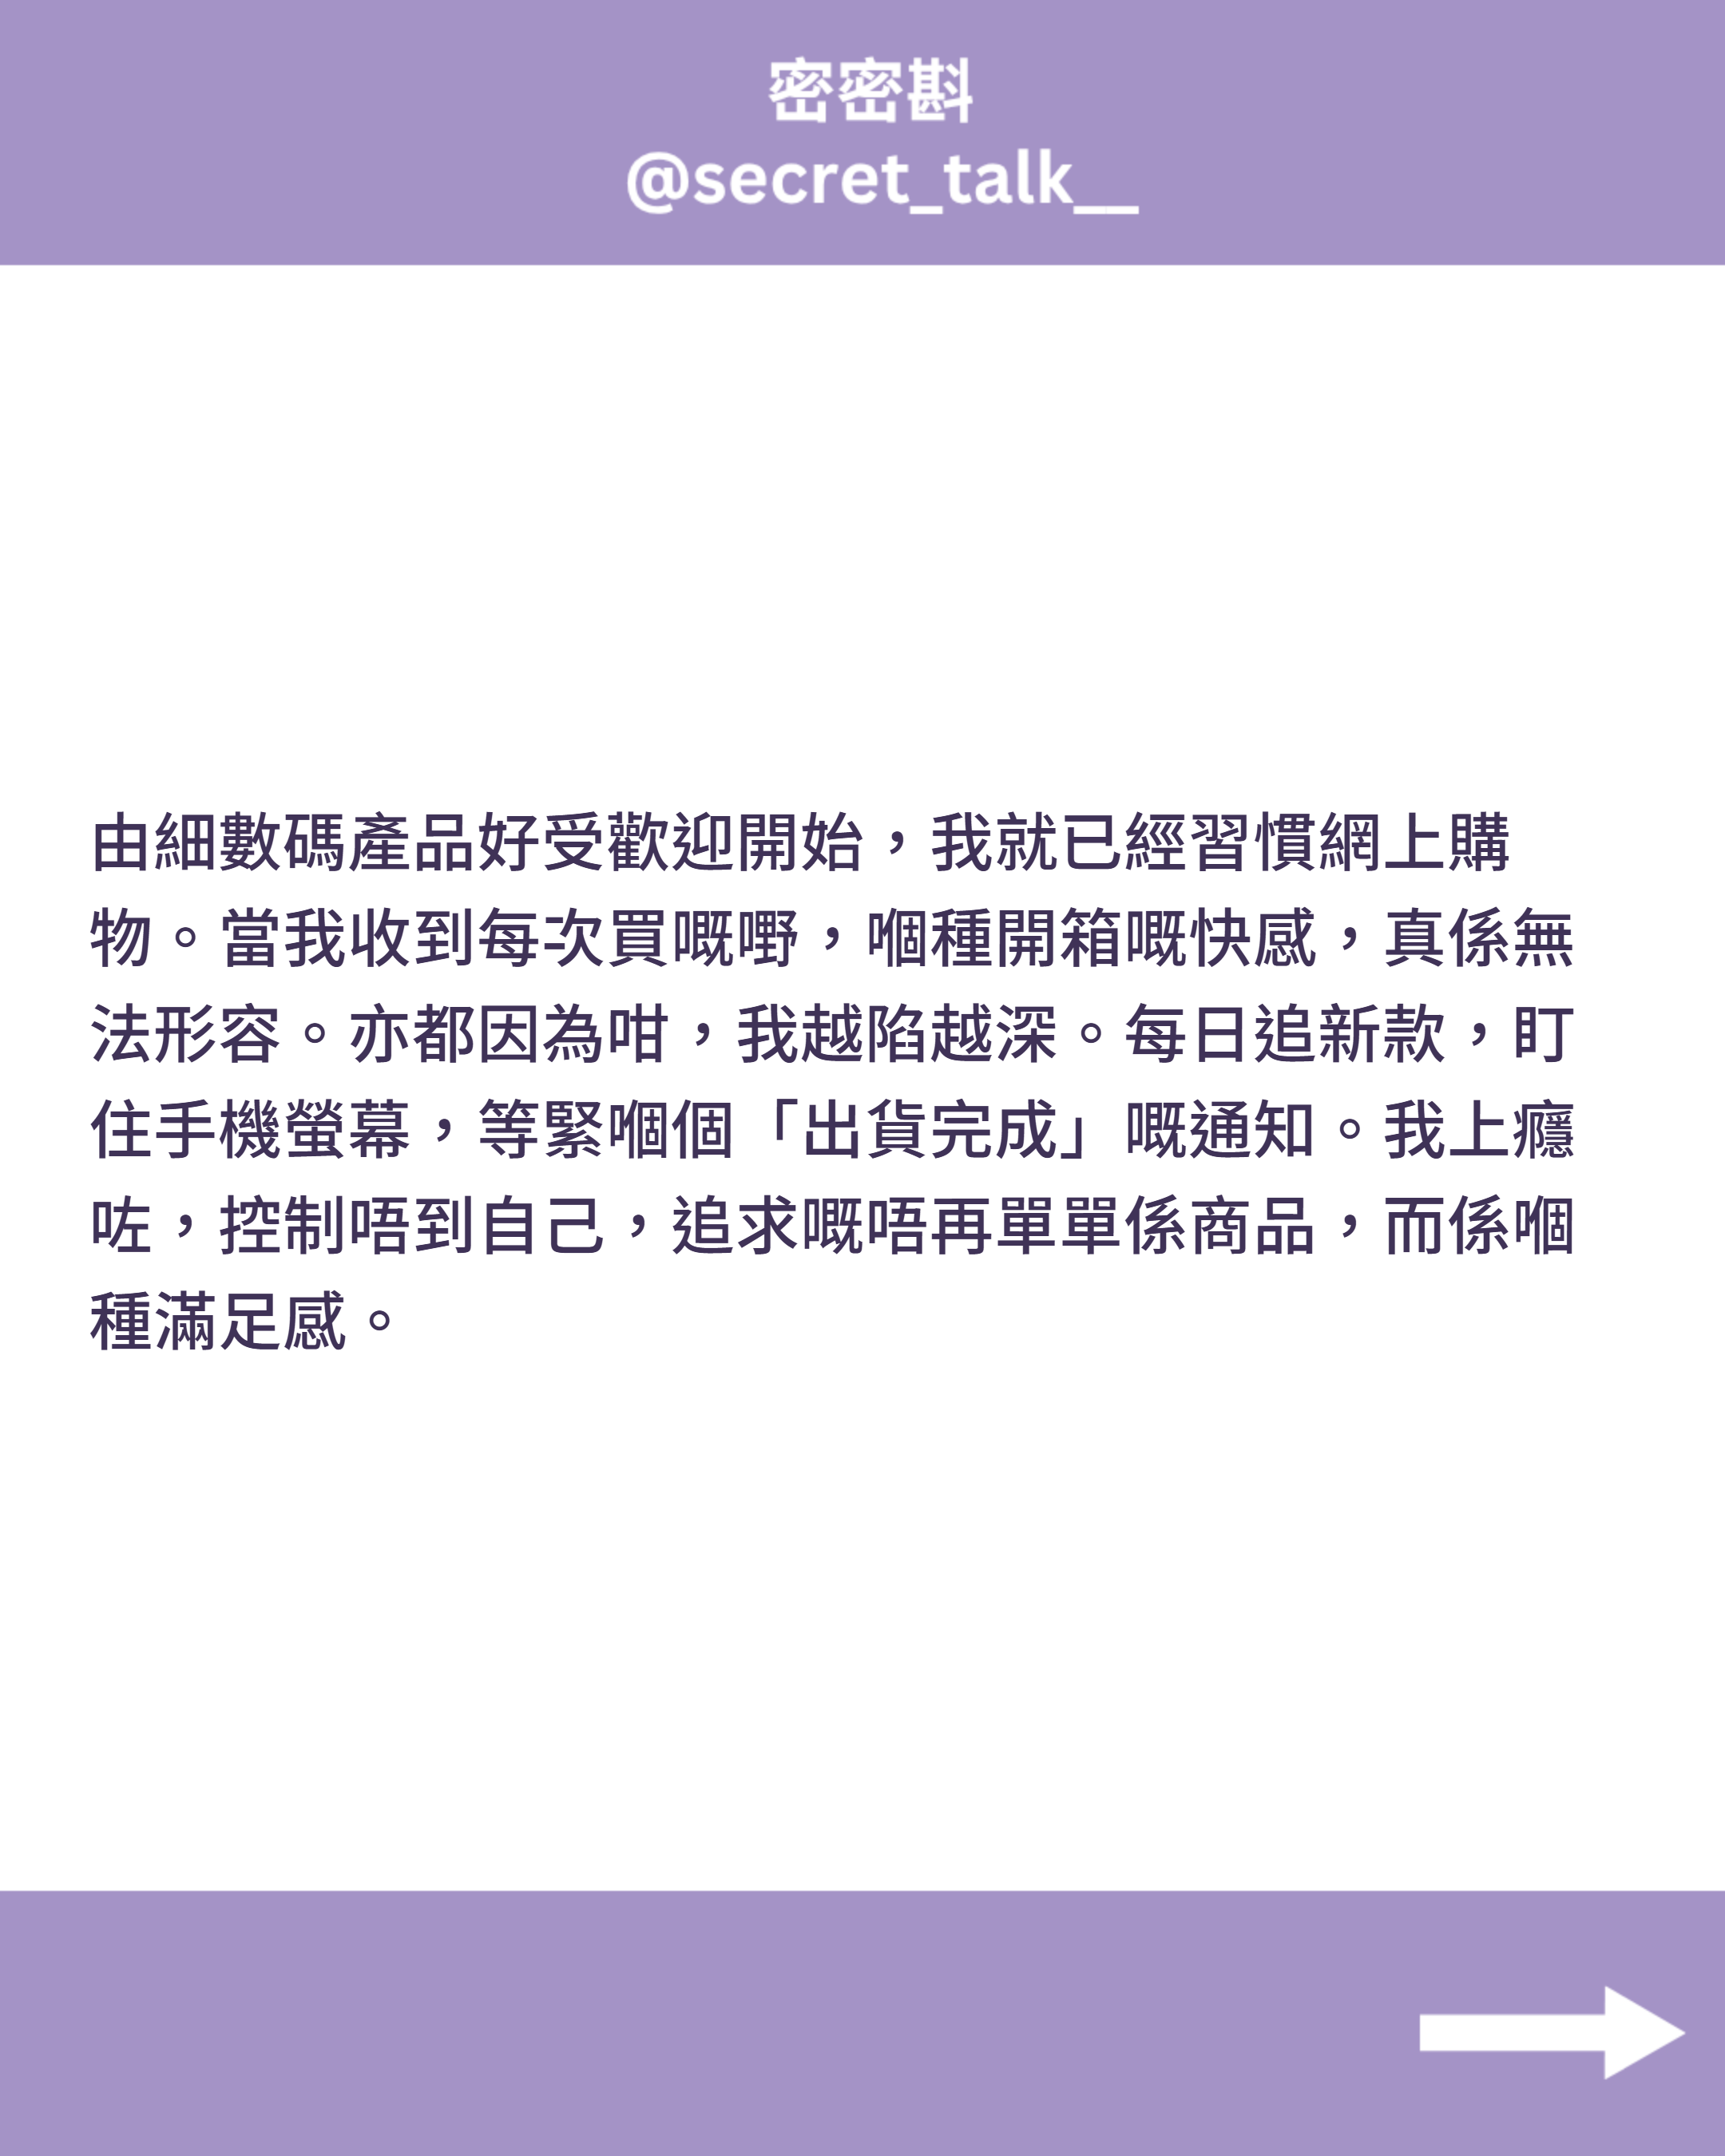 密密斟
@secret_talk__
由細數碼產品好受歡迎開始，我就已經習慣網上購
物。當我收到每次買嘅嘢，嗰種開箱嘅快感，真係無
法形容。亦都因為咁，我越陷越深。每日追新款，盯
住手機螢幕，等緊嗰個「出貨完成」嘅通知。我上癮
咗，控制唔到自己，追求嘅唔再單單係商品，而係嗰
種滿足感。